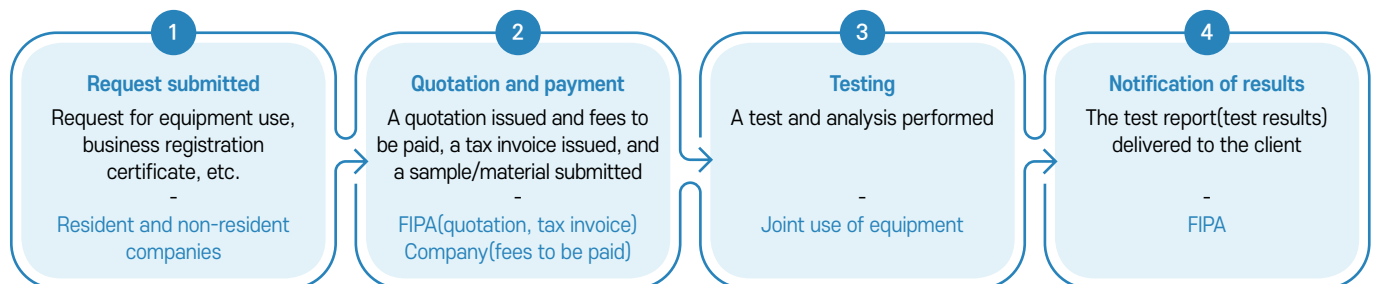 1
Request submitted
Request for equipment use,
business registration
certificate, etc.
-
Resident and non-resident
companies
2
Quotation and payment
A quotation issued and fees to
be paid, a tax invoice issued, and
a sample/material submitted
-
FIPA(quotation, tax invoice)
Company(fees to be paid)
3
Testing
A test and analysis performed
-
Joint use of equipment
4
Notification of results
The test report(test results)
delivered to the client
-
FIPA